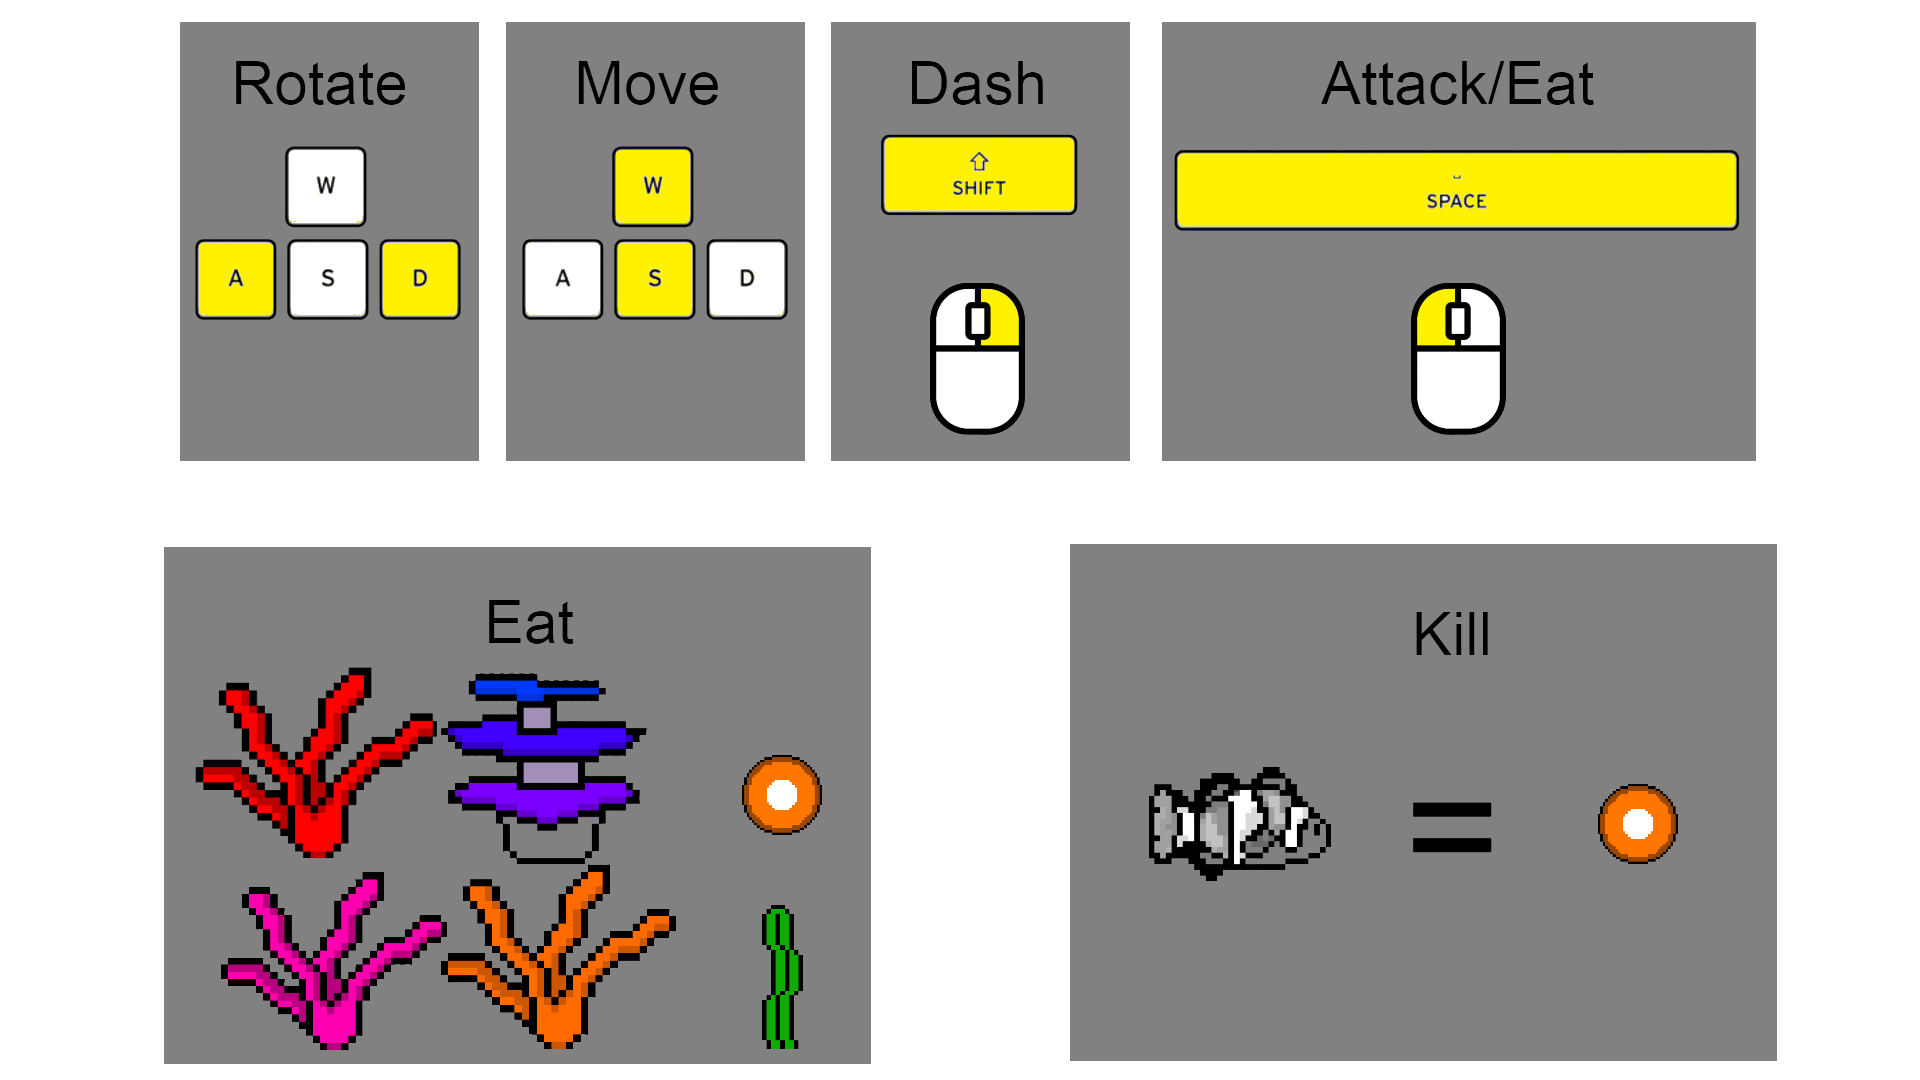 Rotate
W
A S D
Move
W
A S D
Dash
SHIFT
Attack/Eat
SPACE
Eat
Kill
=